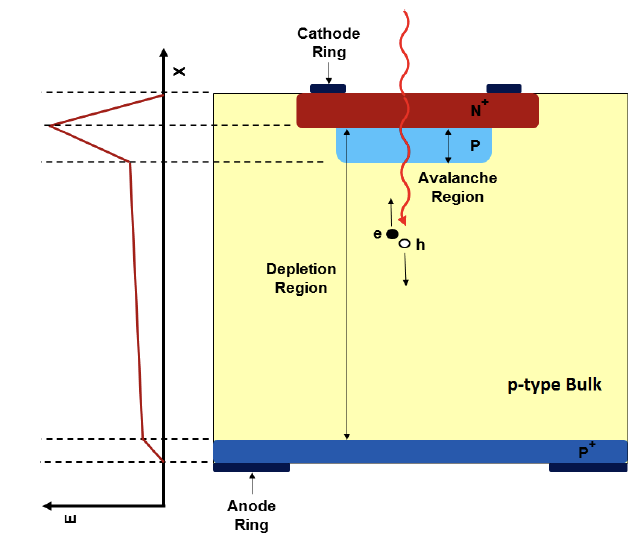 Cathode
Ring
X
N+
P
Avalanche
Region
e
h
Depletion
Region
p-type Bulk
P+
Anode
Ring
E